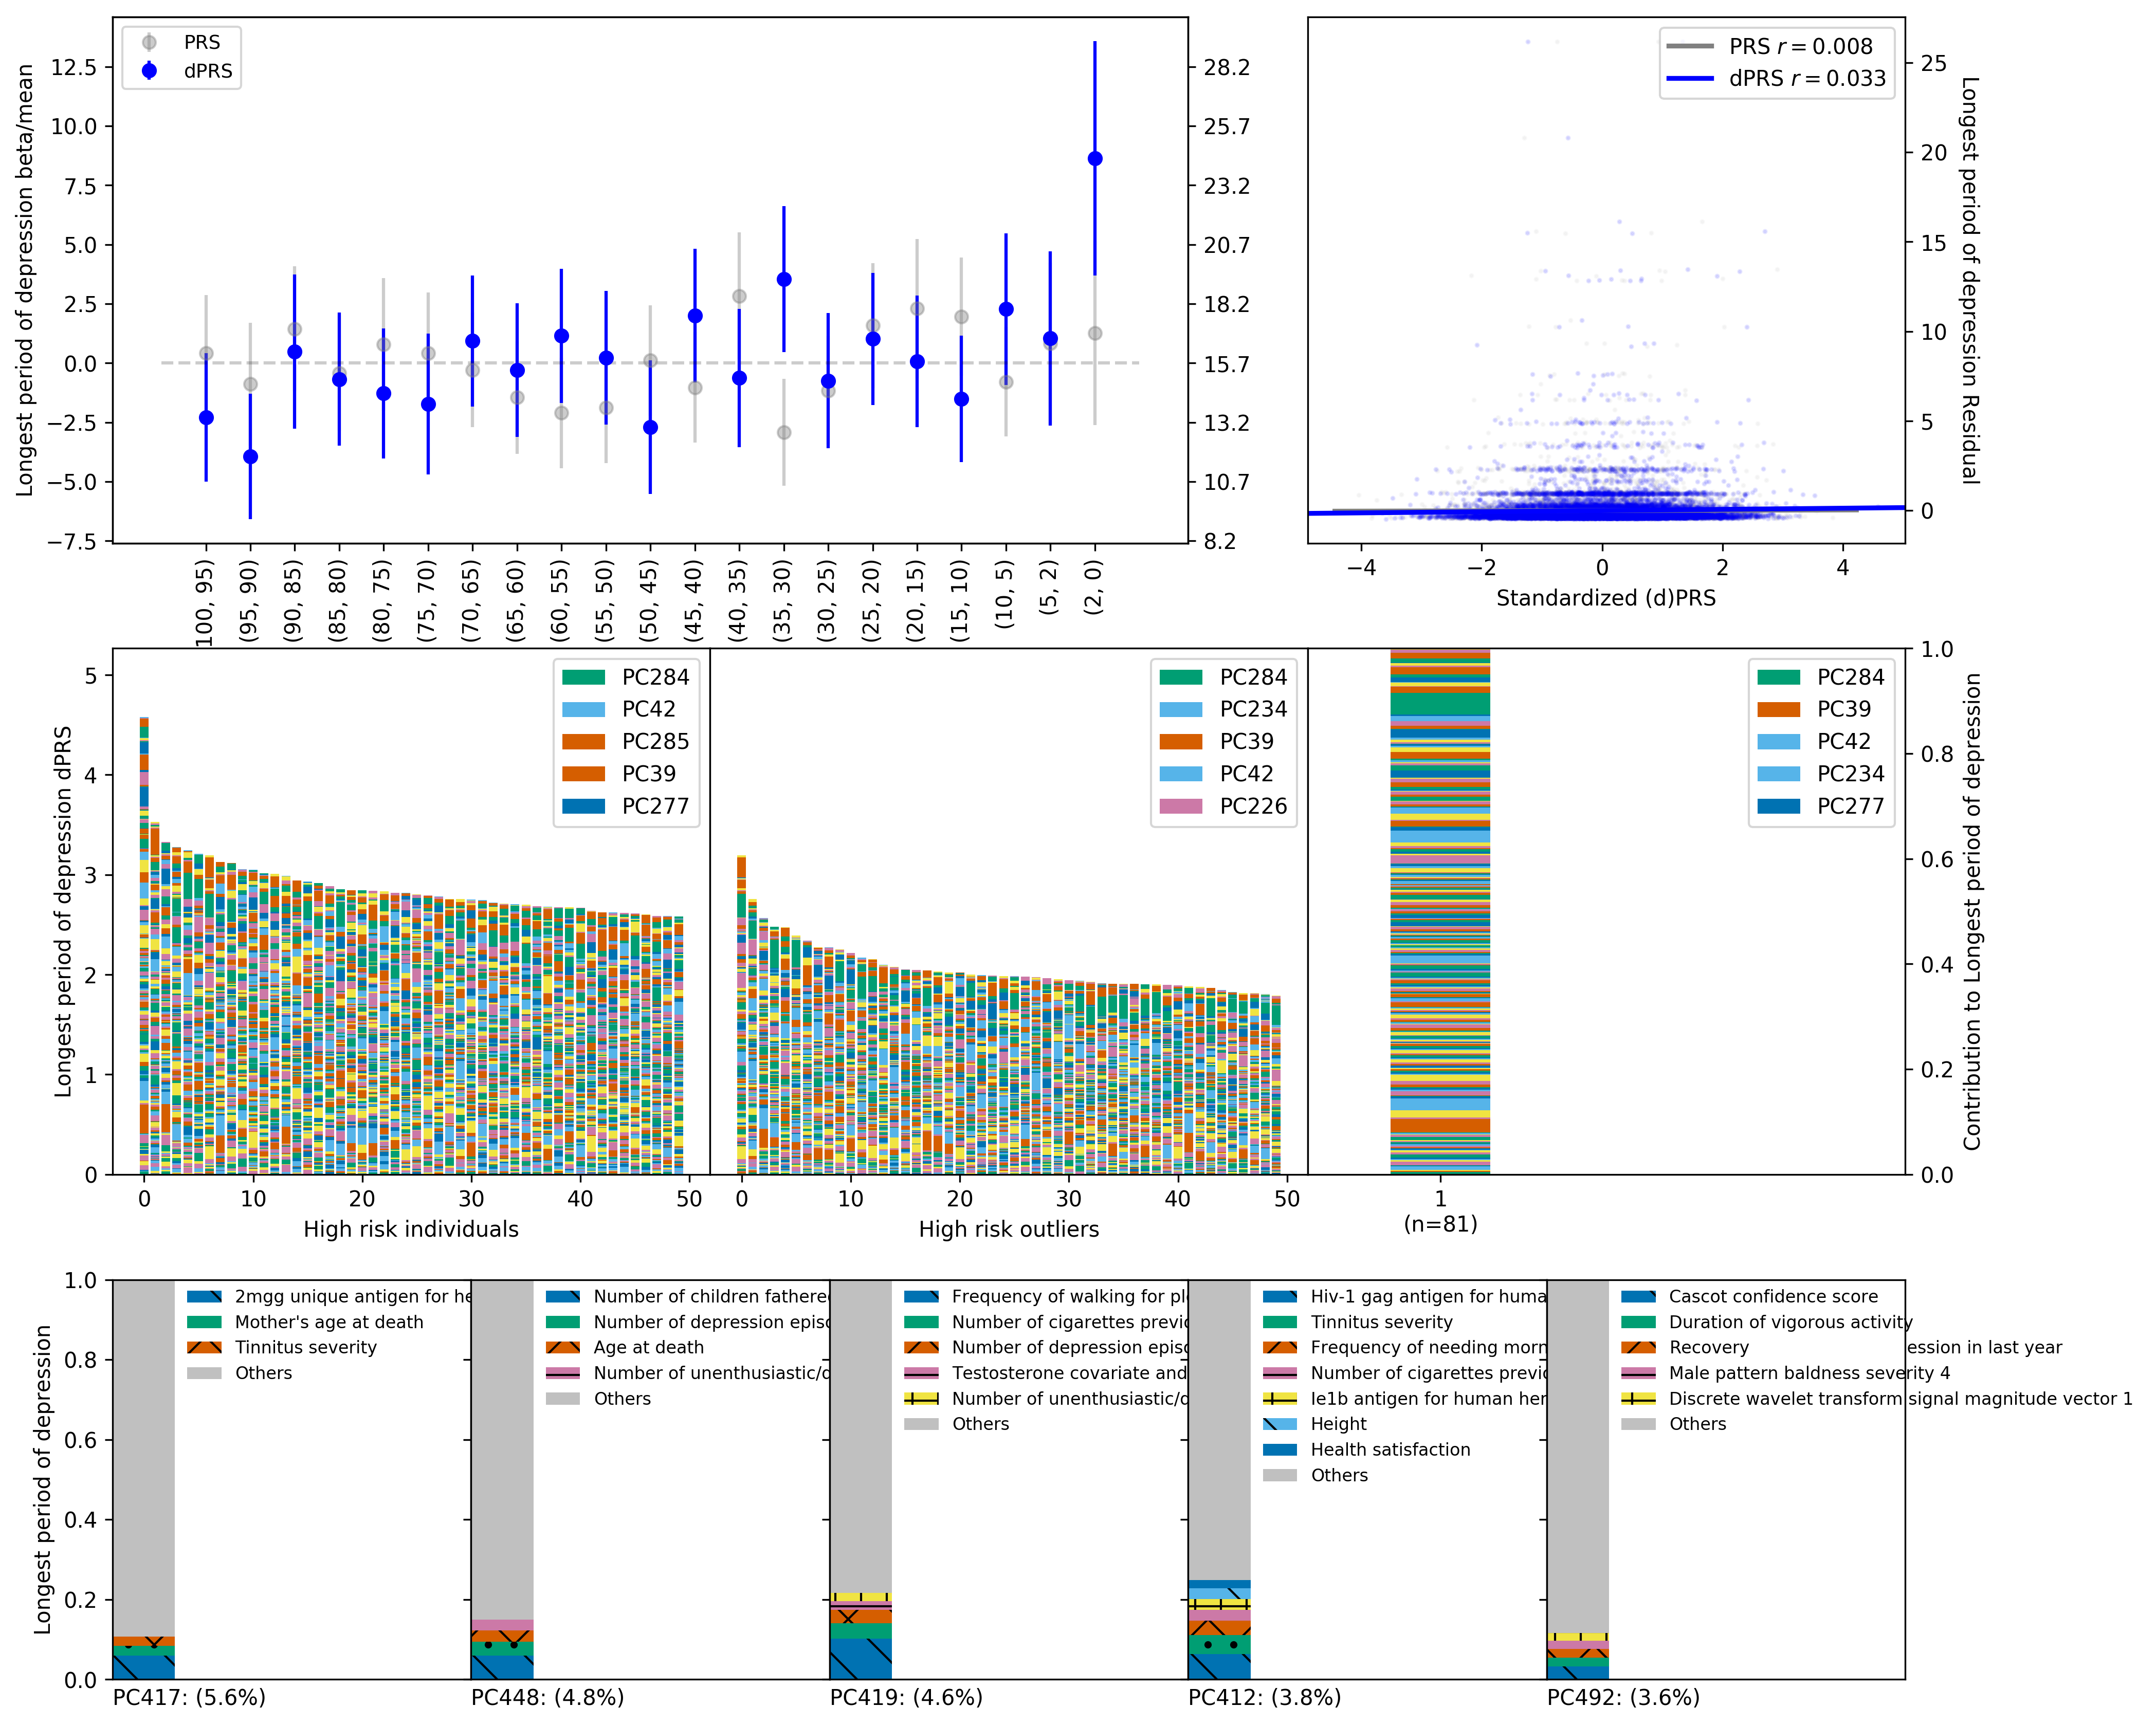 PRS
dPRS
12.5
10.0
7.5
5.0
2.5
0.0
−2.5
−5.0
−7.5
Longest period of depression beta/mean
28.2
25.7
23.2
20.7
18.2
15.7
13.2
10.7
8.2
100, 95)
(95, 90)
(90, 85)
(85, 80)
(80, 75)
(75, 70)
(70, 65)
(65, 60)
(60, 55)
(55, 50)
(50, 45)
(45, 40)
(40, 35)
(35, 30)
(30, 25)
(25, 20)
(20, 15)
(15, 10)
(10, 5)
(5, 2)
(2, 0)
PRS r = 0.008
dPRS r = 0.033
25
20
15
10
5
0
Longest period of depression Residual
−4
−2
0
2
4
Standardized (d)PRS
Longest period of depression dPRS
5
4
3
2
1
0
PC284
PC42
PC285
PC39
PC277
0
10
20
30
40
50
High risk individuals
PC284
PC234
PC39
PC42
PC226
0
10
20
30
40
50
High risk outliers
PC284
PC39
PC42
PC234
PC277
1
(n=81)
1.0
0.8
0.6
0.4
0.2
0.0
Contribution to Longest period of depression
Longest period of depression
1.0
0.8
0.6
0.4
0.2
0.0
2mgg unique antigen for he
Mother's age at death
Tinnitus severity
Others
PC417: (5.6%)
Number of children fathere
Number of depression episo
Age at death
Number of unenthusiastic/d
Others
PC448: (4.8%)
Frequency of walking for ple
Number of cigarettes previo
Number of depression episo
Testosterone covariate and
Number of unenthusiastic/d
Others
PC419: (4.6%)
Hiv-1 gag antigen for huma
Tinnitus severity
Frequency of needing morn
Number of cigarettes previo
Ie1b antigen for human her
Height
Health satisfaction
Others
PC412: (3.8%)
Cascot confidence score
Duration of vigorous activity
Recovery
ession in last year
Male pattern baldness severity 4
Discrete wavelet transform signal magnitude vector 1
Others
PC492: (3.6%)